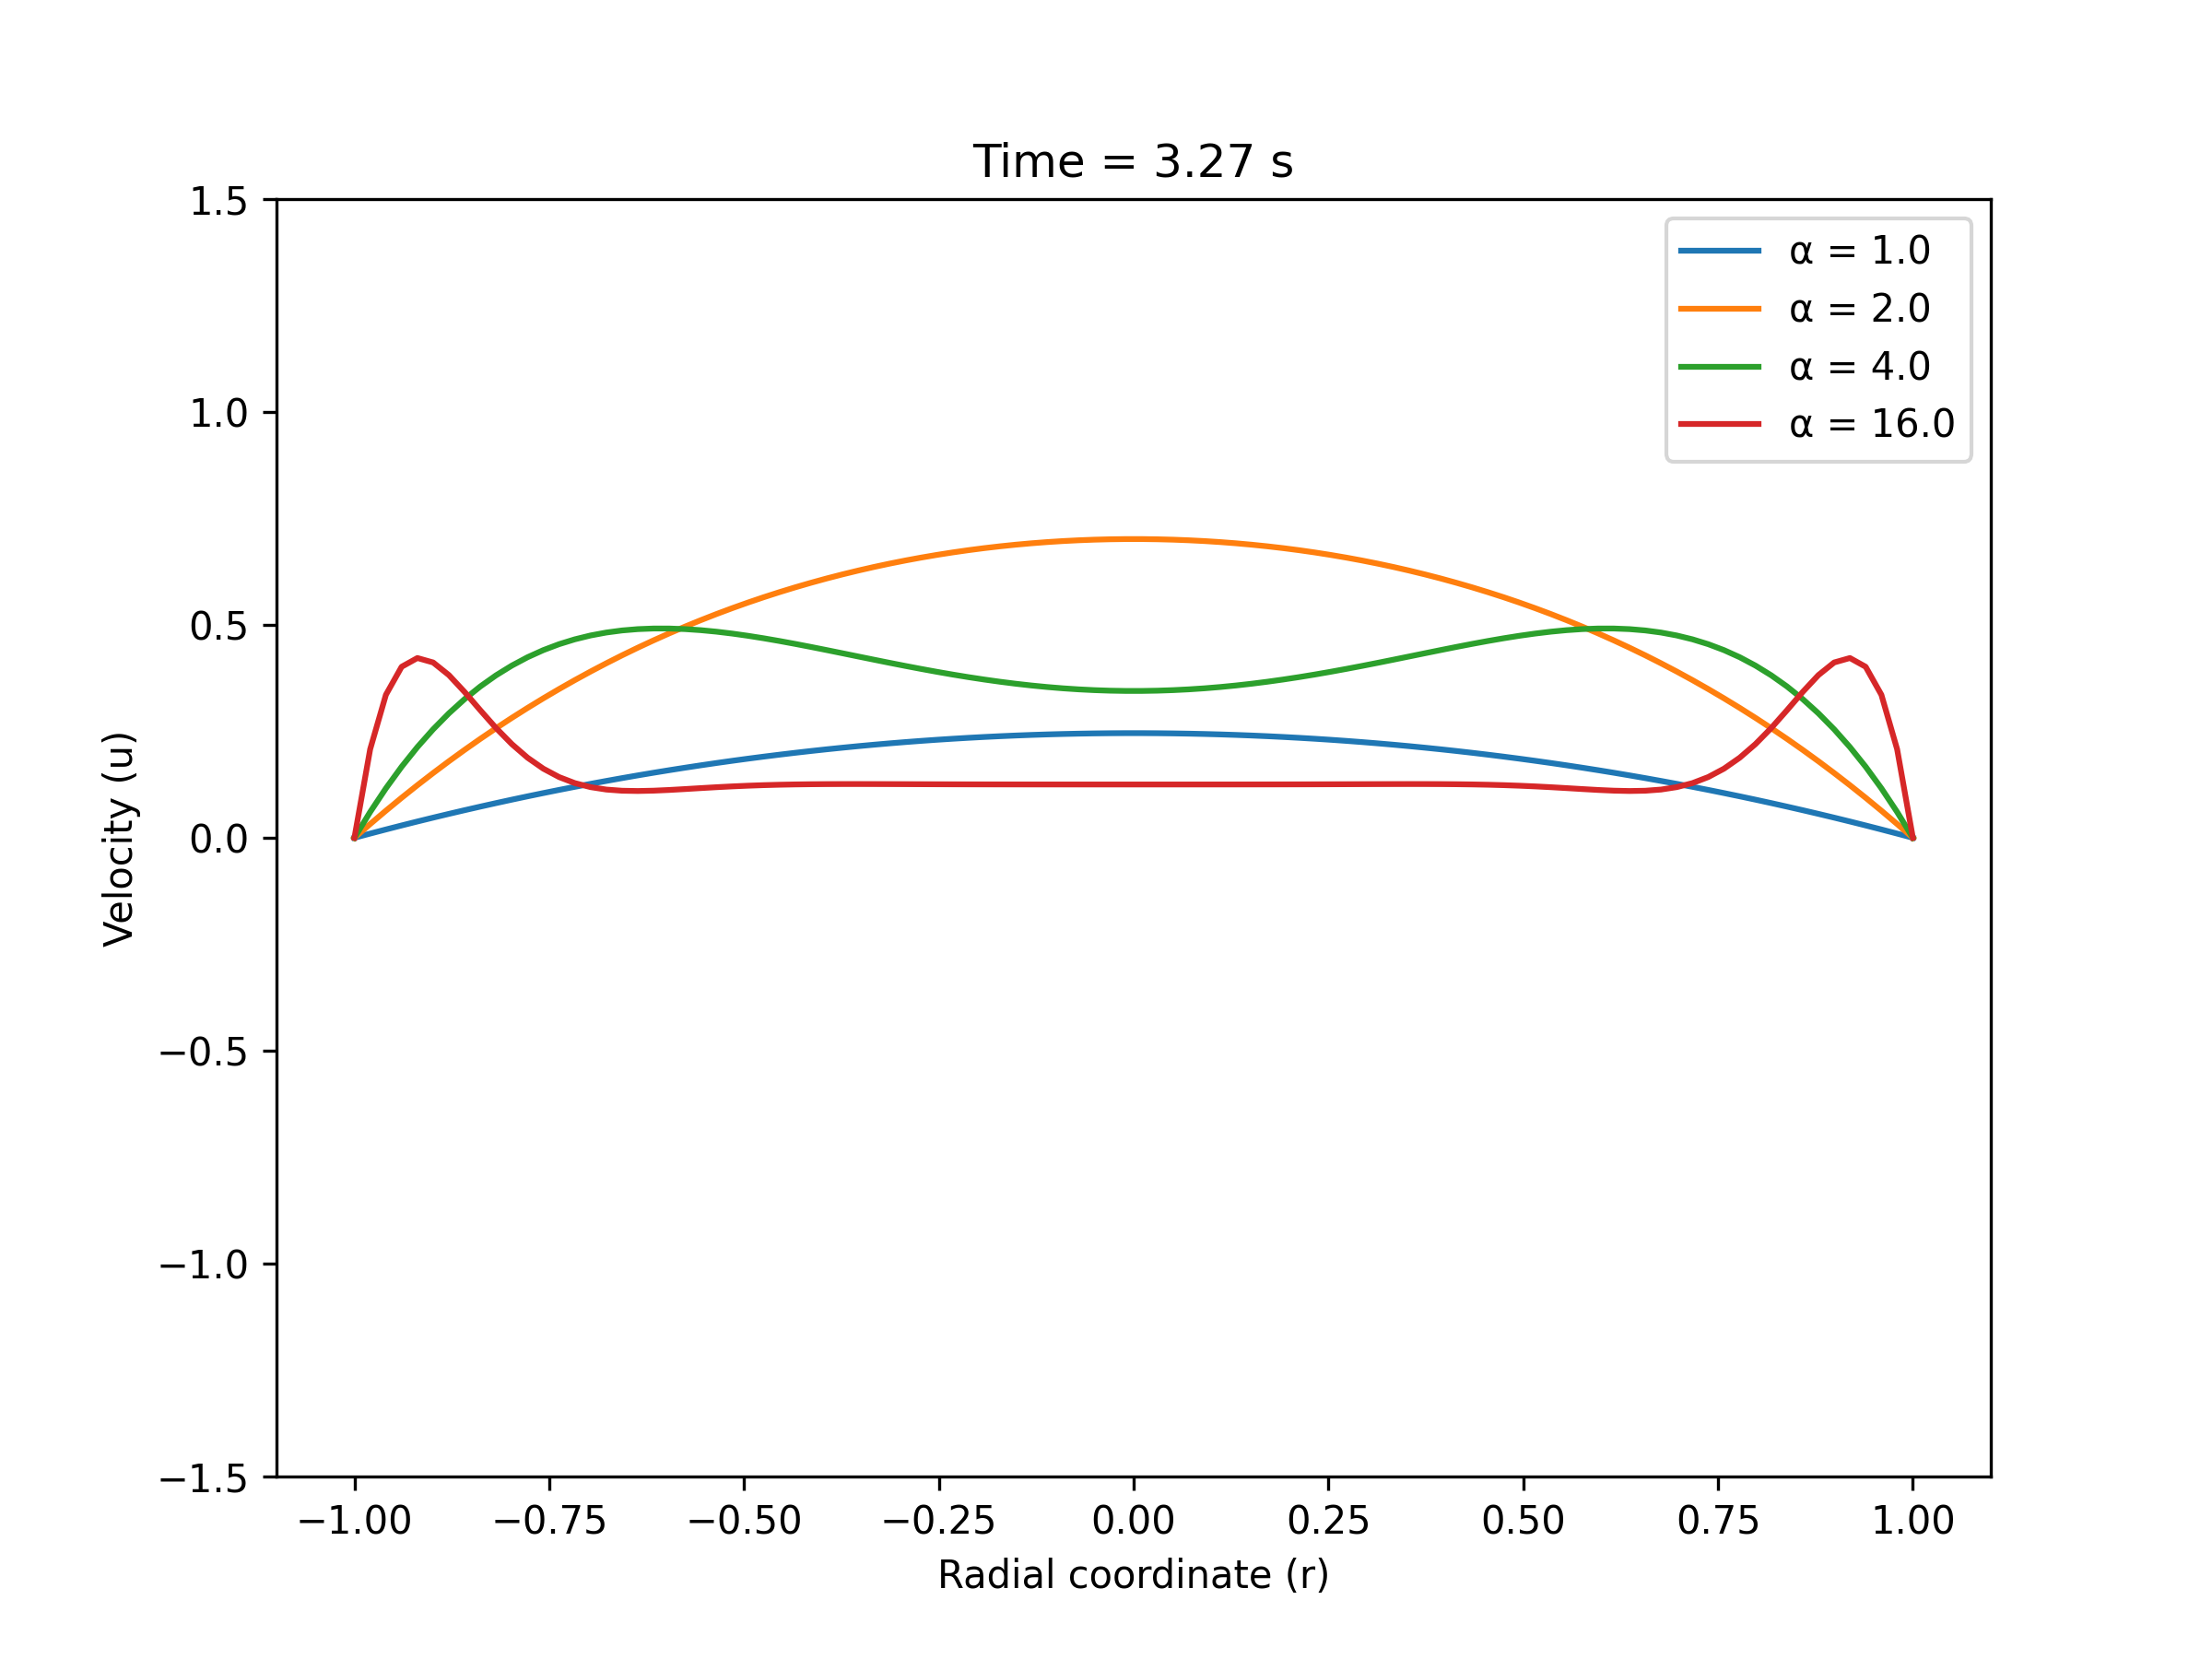 Time = 3.27 s
α = 1.0
α = 2.0
α = 4.0
α = 16.0
Velocity (u)
1.5
1.0
0.5
0.0
−0.5
−1.0
−1.5
−1.00 −0.75 −0.50 −0.25 0.00 0.25 0.50 0.75 1.00
Radial coordinate (r)